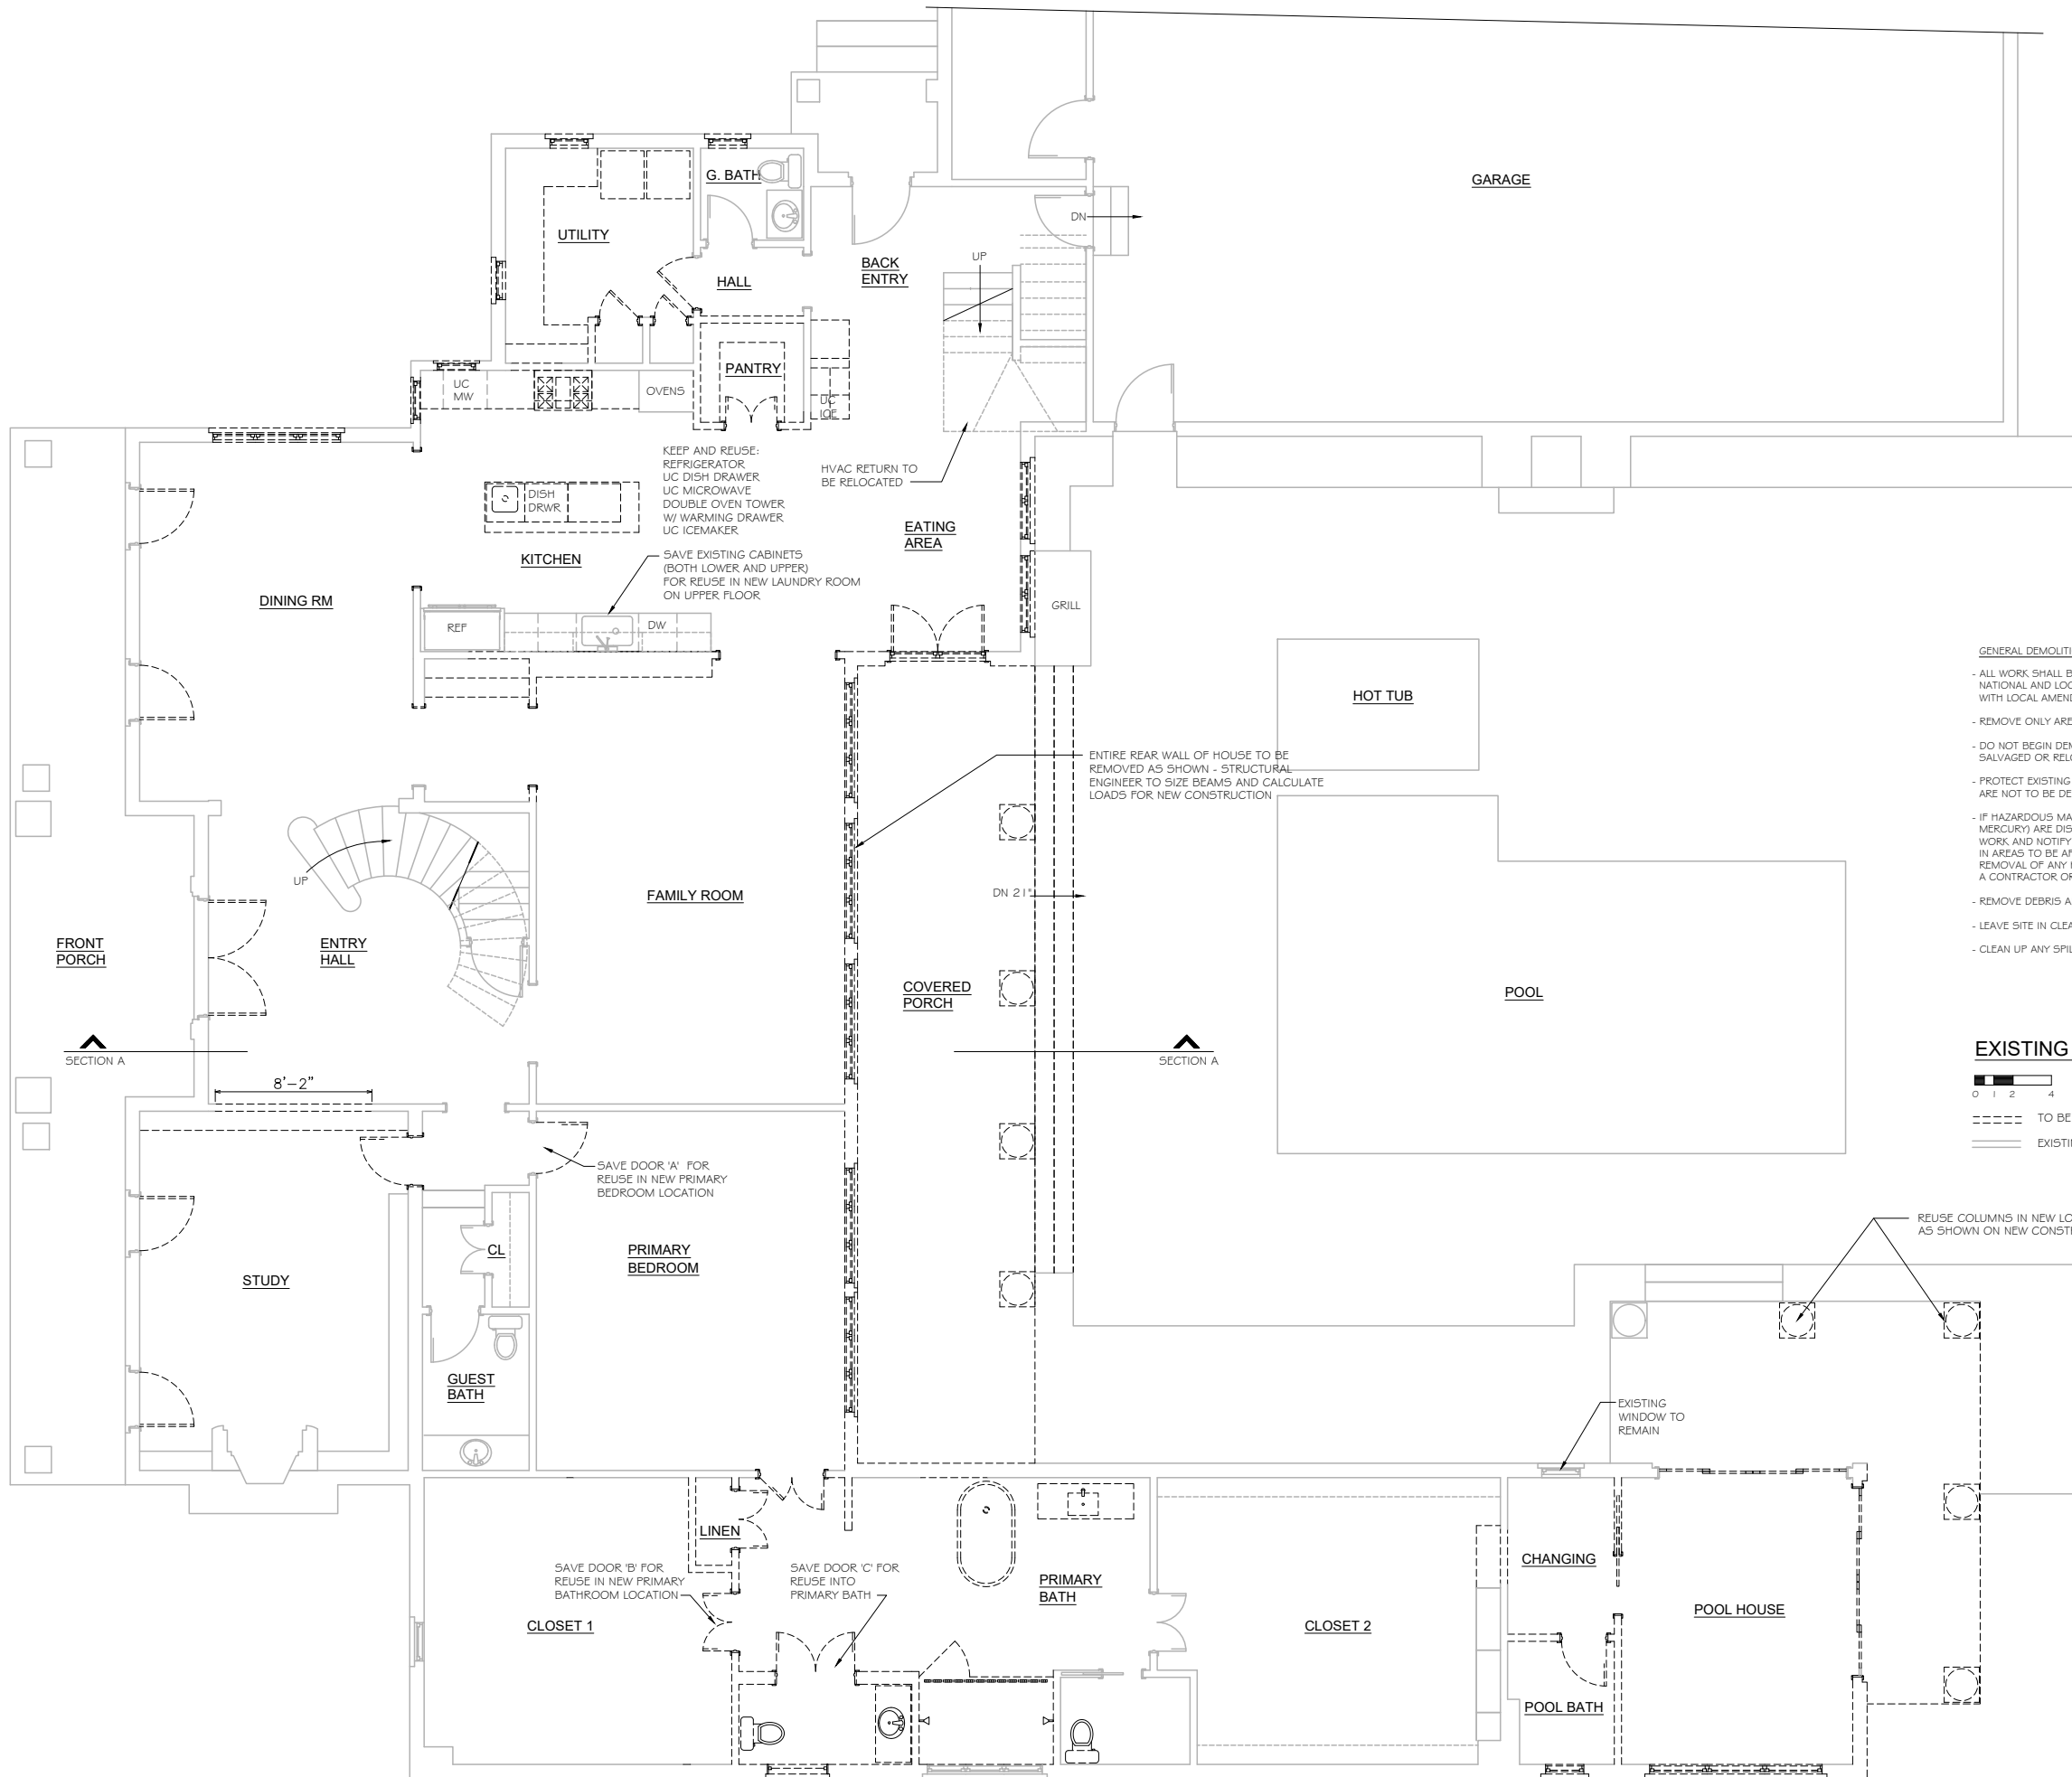 GARAGE
G. BATH
UTILITY
DN
UP
HALL
BACK
ENTRY
PANTRY
UC
MW
OVENS
UC
ICE
KEEP AND REUSE:
REFRIGERATOR
UC DISH DRAWER
UC MICROWAVE
DOUBLE OVEN TOWER
W/ WARMING DRAWER
UC ICEMAKER
HVAC RETURN TO
BE RELOCATED
DISH
DRWR
EATING
AREA
KITCHEN
SAVE EXISTING CABINETS
(BOTH LOWER AND UPPER)
FOR REUSE IN NEW LAUNDRY ROOM
ON UPPER FLOOR
DINING RM
GRILL
REF
DW
HOT TUB
GENERAL DEMOLITI
- ALL WORK SHALL B
NATIONAL AND LOC
WITH LOCAL AMEND
- REMOVE ONLY ARE
- DO NOT BEGIN DEM
SALVAGED OR RELO
- PROTECT EXISTING
ARE NOT TO BE DE
- IF HAZARDOUS MA
MERCURY) ARE DIS
WORK AND NOTIFY
IN AREAS TO BE AF
REMOVAL OF ANY
A CONTRACTOR OR
- REMOVE DEBRIS A
- LEAVE SITE IN CLEA
- CLEAN UP ANY SPIL
ENTIRE REAR WALL OF HOUSE TO BE
REMOVED AS SHOWN - STRUCTURAL
ENGINEER TO SIZE BEAMS AND CALCULATE
LOADS FOR NEW CONSTRUCTION
UP
FAMILY ROOM
DN 21"
FRONT
PORCH
ENTRY
HALL
COVERED
PORCH
POOL
SECTION A
SECTION A
EXISTING
0 1 2 4
TO BE
EXISTI
8'-2"
SAVE DOOR 'A' FOR
REUSE IN NEW PRIMARY
BEDROOM LOCATION
REUSE COLUMNS IN NEW LO
AS SHOWN ON NEW CONST
CL
PRIMARY
BEDROOM
STUDY
GUEST
BATH
EXISTING
WINDOW TO
REMAIN
LINEN
SAVE DOOR 'B' FOR
REUSE IN NEW PRIMARY
BATHROOM LOCATION
SAVE DOOR 'C' FOR
REUSE INTO
PRIMARY BATH
PRIMARY
BATH
CHANGING
CLOSET 1
CLOSET 2
POOL HOUSE
POOL BATH